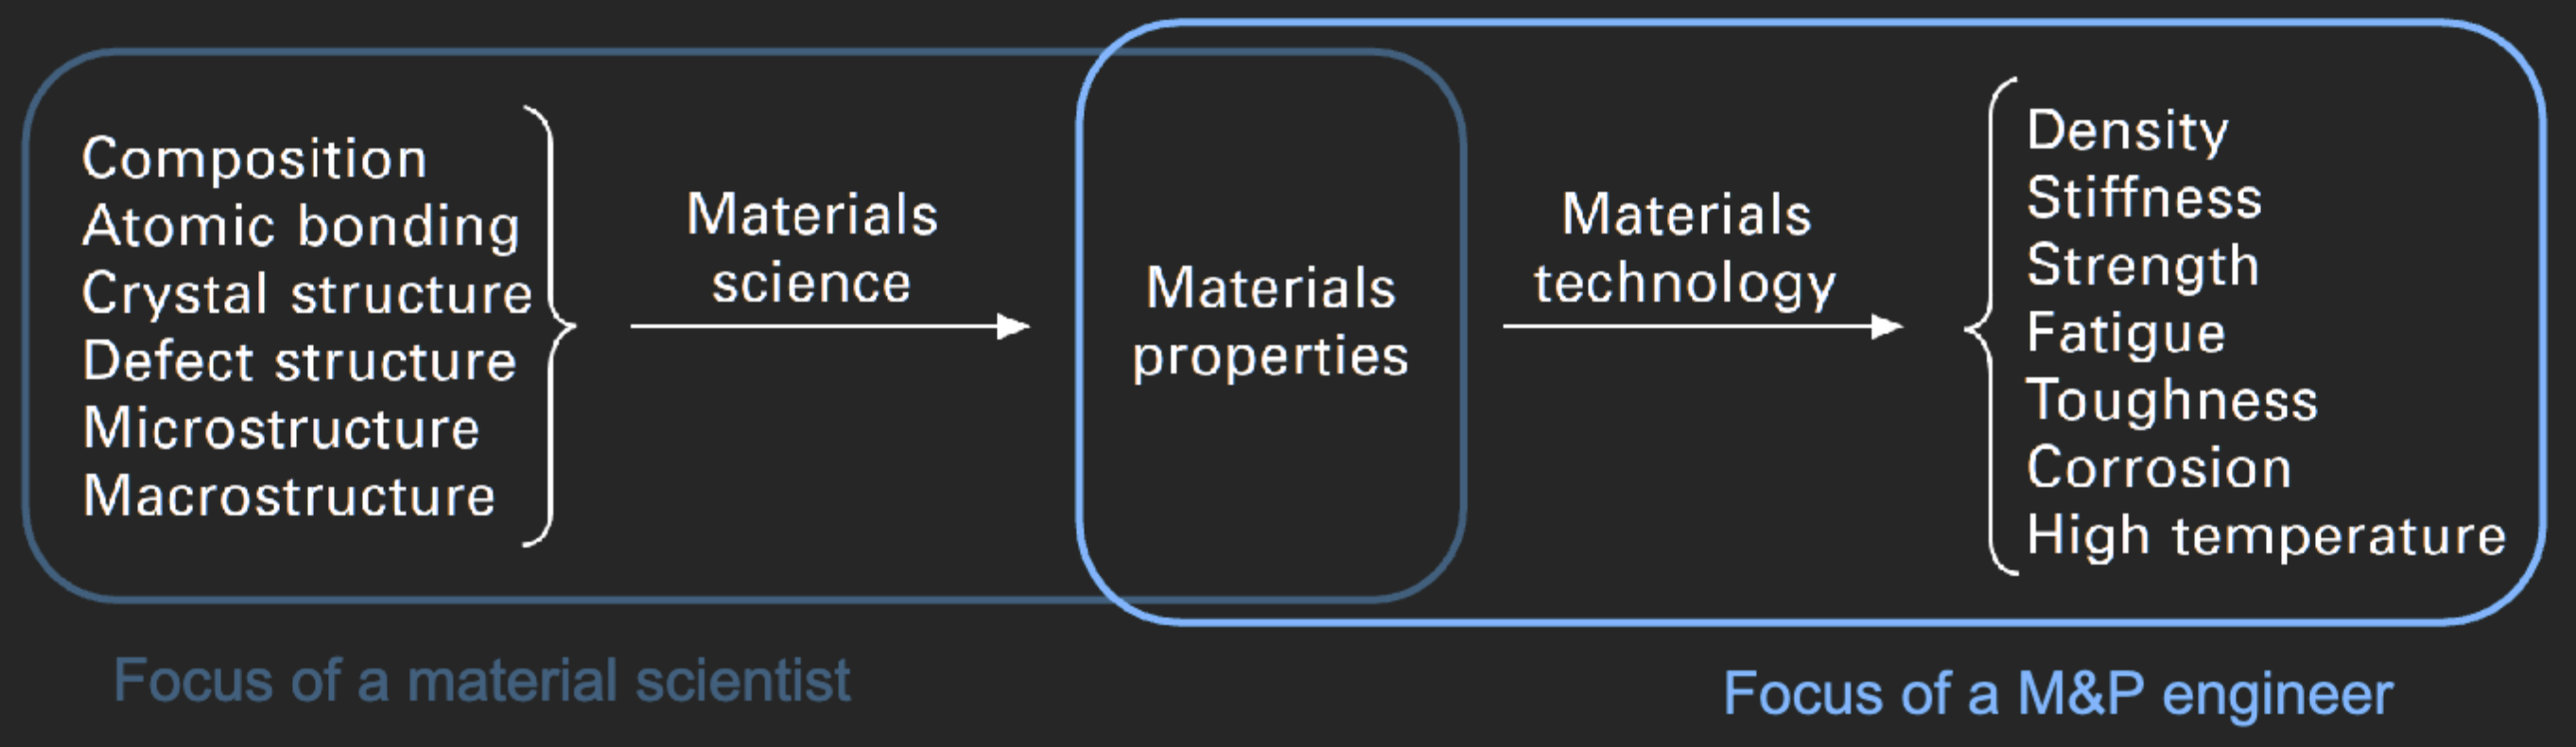 Composition
Atomic bonding
Crystal structure
Defect structure
Microstructure
Macrostructure
Materials
science
Materials
properties
Materials
technology
Density
Stiffness
Strength
Fatigue
Toughness
Corrosion
High temperature
Focus of a material scientist
Focus of a M&P engineer